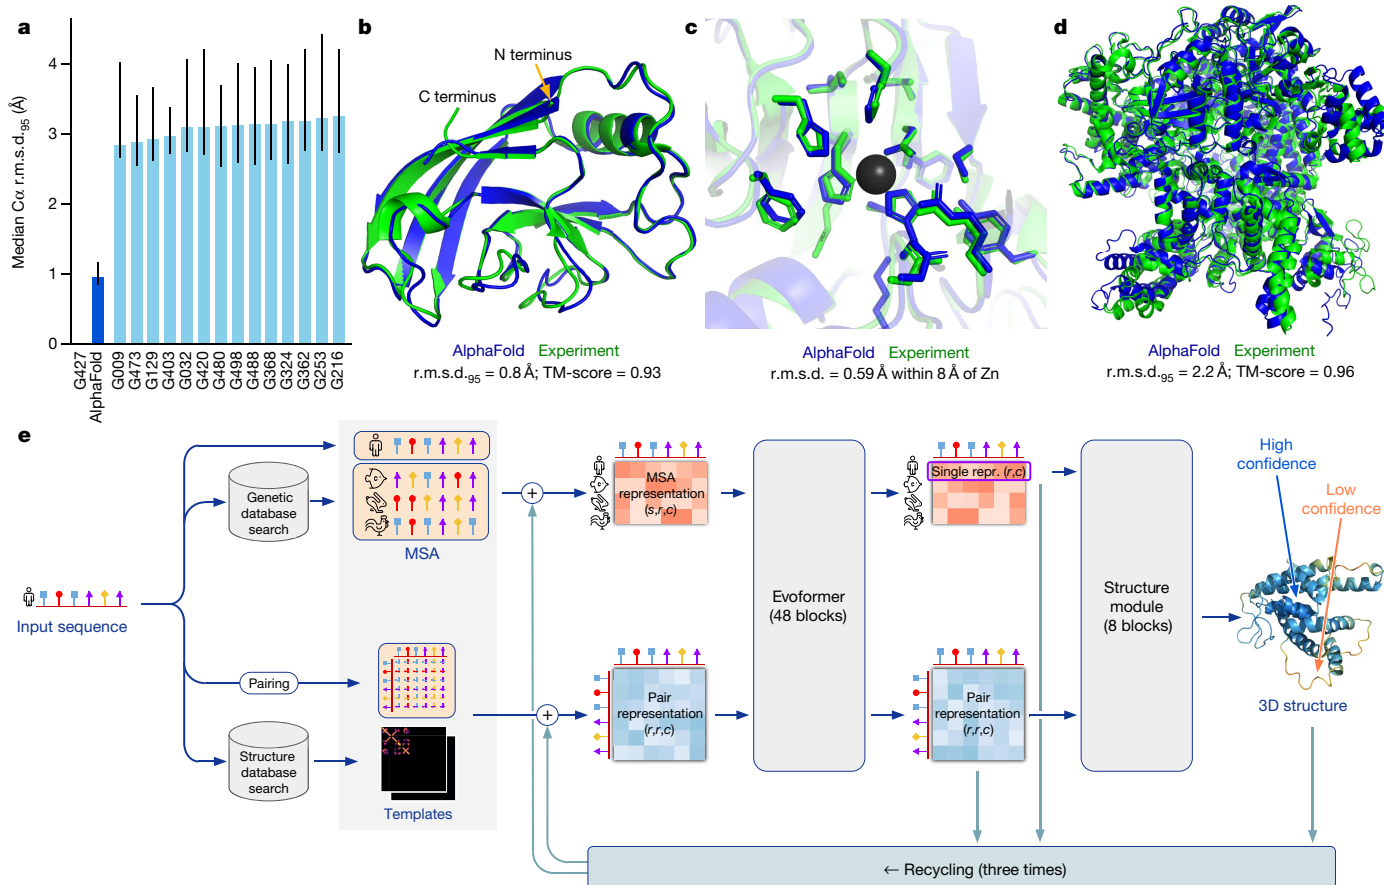 a
Median Cα r.m.s.d.95 (Å)
4
3
2
1
0
G427
AlphaFold
G009
G473
G129
G403
G032
G420
G480
G498
G488
G368
G324
G362
G253
G216
b
N terminus
C terminus
AlphaFold Experiment
r.m.s.d.95 = 0.8 Å; TM-score = 0.93
c
AlphaFold Experiment
r.m.s.d. = 0.59 Å within 8 Å of Zn
d
AlphaFold Experiment
r.m.s.d.95 = 2.2 Å; TM-score = 0.96
e
Input sequence
Genetic
database
search
MSA
Pairing
Structure
database
search
Templates
+
+
MSA
representation
(s,r,c)
Pair
representation
(r,r,c)
Evoformer
(48 blocks)
Single repr. (r,c)
Pair
representation
(r,r,c)
Structure
module
(8 blocks)
High
confidence
Low
confidence
3D structure
← Recycling (three times)